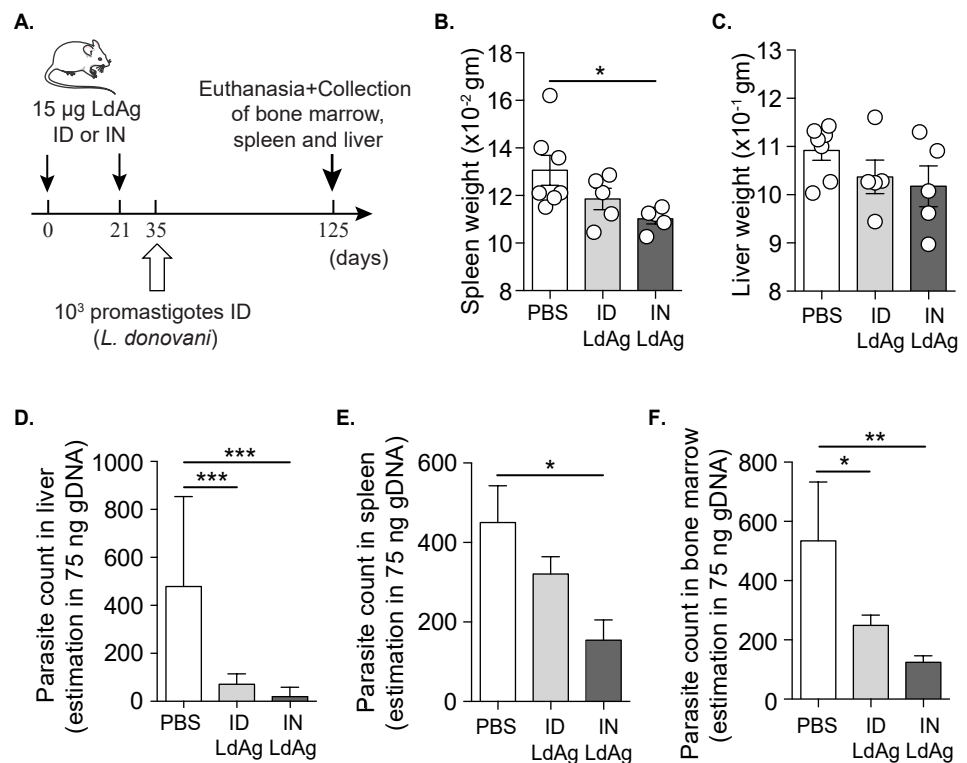 A.
15 µg LdAg
ID or IN
Euthanasia+Collection
of bone marrow,
spleen and liver
0
21
35
125
(days)
10³ promastigotes ID
(L. donovani)
B.
Spleen weight (x10⁻² gm)
18
16
14
12
10
8
*
PBS
ID
LdAg
IN
LdAg
C.
Liver weight (x10⁻¹ gm)
13
12
11
10
9
8
PBS
ID
LdAg
IN
LdAg
D.
Parasite count in liver
(estimation in 75 ng gDNA)
1000
800
600
400
200
0
***
***
PBS
ID
LdAg
IN
LdAg
E.
Parasite count in spleen
(estimation in 75 ng gDNA)
600
400
200
0
*
PBS
ID
LdAg
IN
LdAg
F.
Parasite count in bone marrow
(estimation in 75 ng gDNA)
800
600
400
200
0
**
*
PBS
ID
LdAg
IN
LdAg